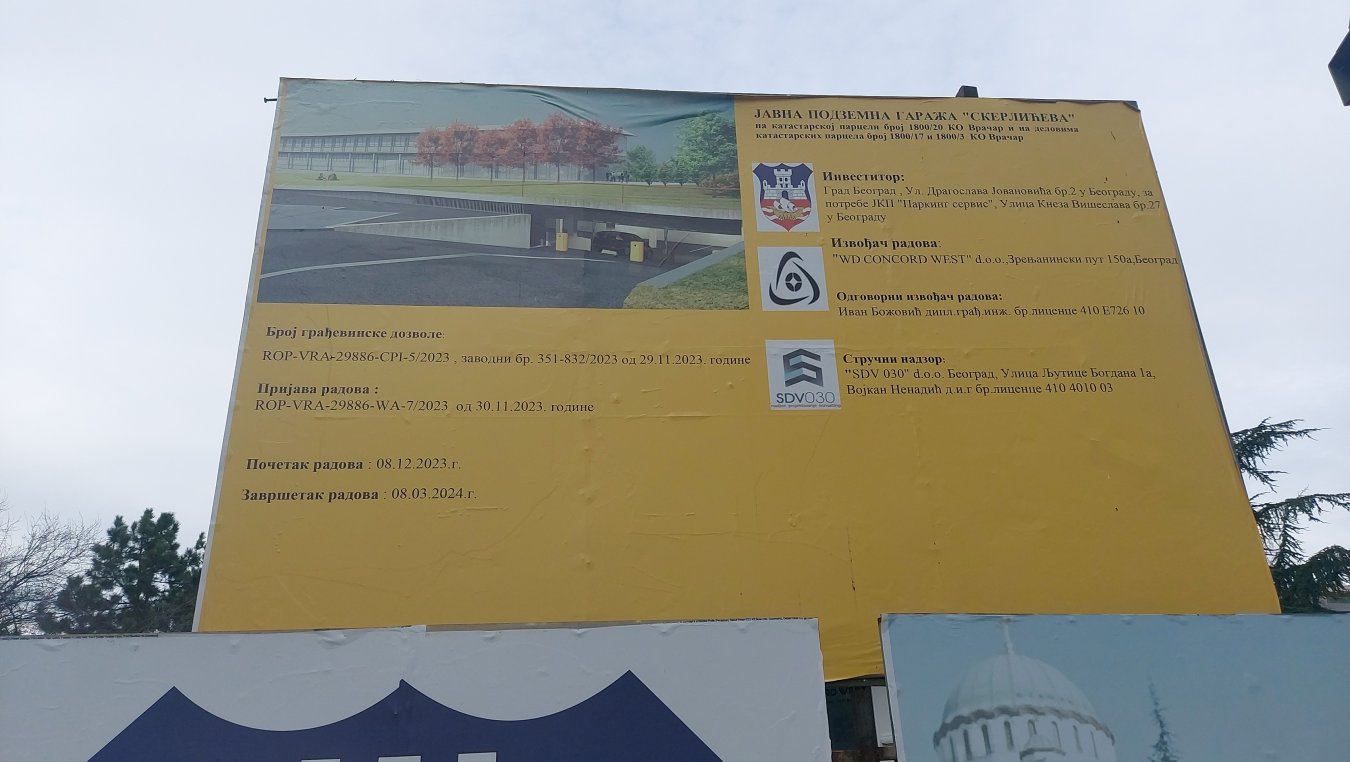 ЈАВНА ПОДЗЕМНА ГАРАЖА "СКЕРЛИЋЕВА"
на катастарској парцели број 1800/20 КО Врачар и на деловима
катастарских парцела број 1800/17 и 1800/3 КО Врачар
Инвеститор:
Град Београд , Ул. Драгослава Јовановића бр.2 у Београду, за
потребе ЈКП "Паркинг сервис", Улица Кнеза Вишеслава бр.27
у Београду
Извођач радова:
"WD CONCORD WEST" d.o.o.,Зрењанински пут 150а,Београд
Одговорни извођач радова:
Иван Божовић дипл.грађ.инж. бр.лиценце 410 Е726 10
Стручни надзор:
"SDV 030" d.o.o. Београд, Улица Љутице Богдана 1а,
Војкан Ненадић д.и.г бр.лиценце 410 4010 03
SDV030
Број грађевинске дозволе:
ROP-VRA-29886-CPI-5/2023 , заводни бр. 351-832/2023 од 29.11.2023. године
Пријава радова :
ROP-VRA-29886-WA-7/2023 од 30.11.2023. године
Почетак радова : 08.12.2023.г.
Завршетак радова : 08.03.2024.г.